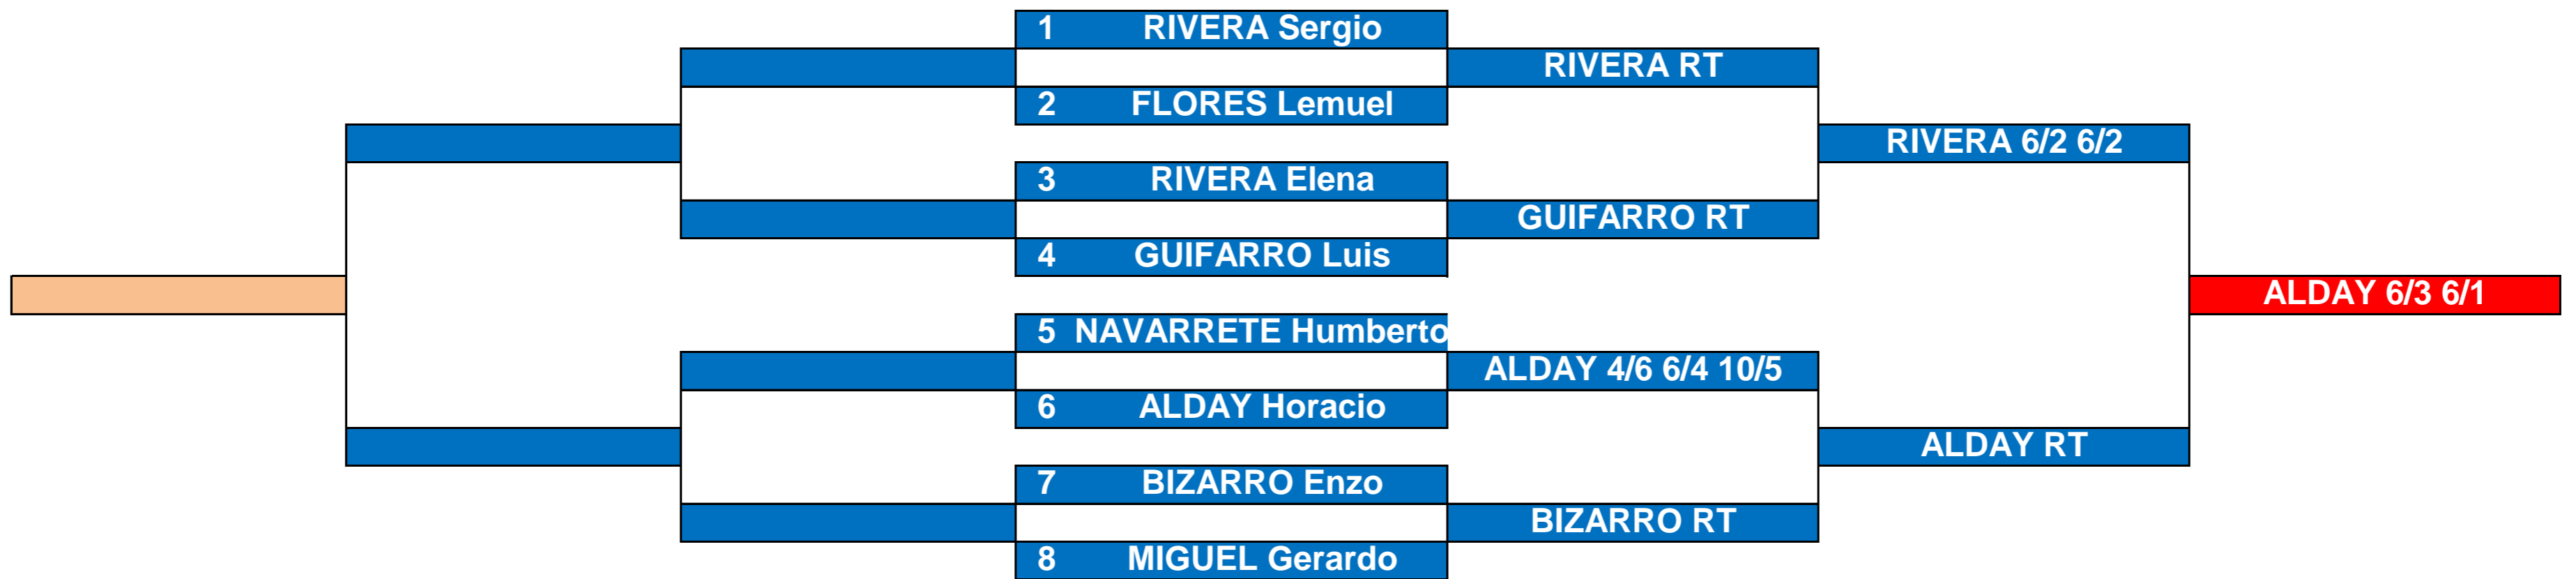 1 RIVERA Sergio
RIVERA RT
2 FLORES Lemuel
RIVERA 6/2 6/2
3 RIVERA Elena
GUIFARRO RT
4 GUIFARRO Luis
ALDAY 6/3 6/1
5 NAVARRETE Humberto
ALDAY 4/6 6/4 10/5
6 ALDAY Horacio
ALDAY RT
7 BIZARRO Enzo
BIZARRO RT
8 MIGUEL Gerardo